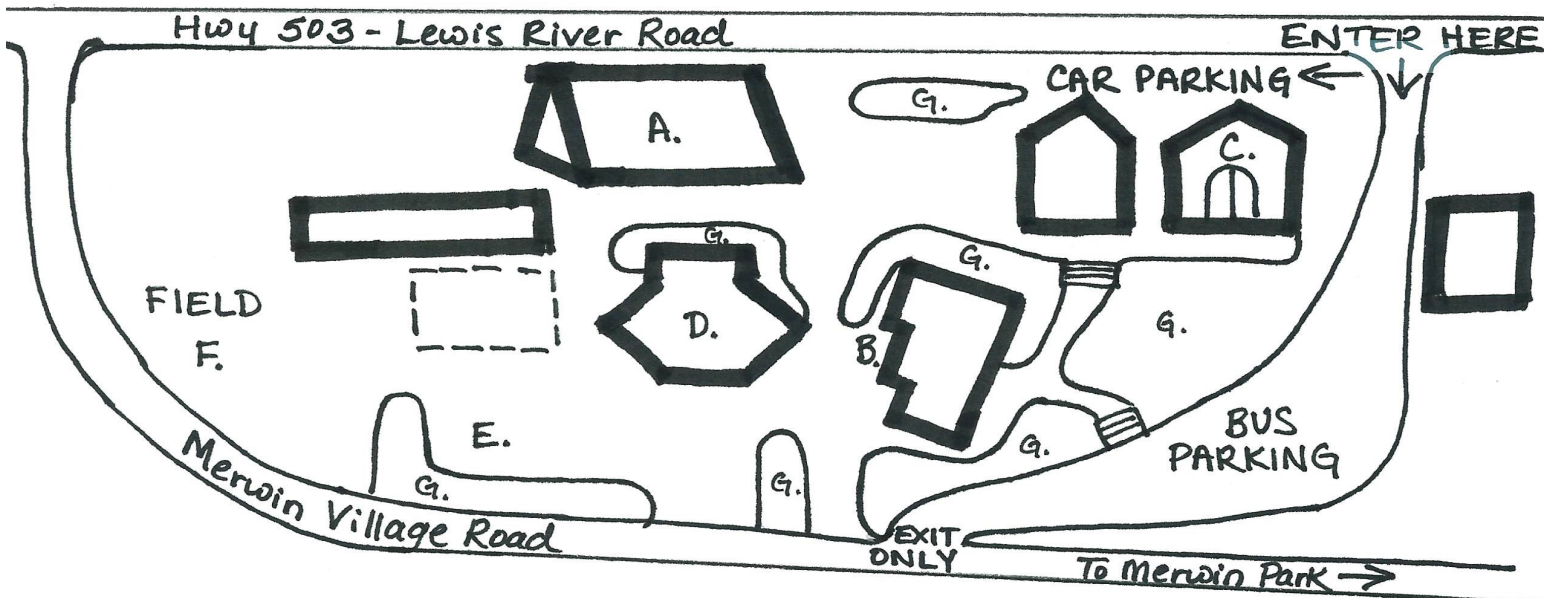 Hwy 503 - Lewis River Road
ENTER HERE
CAR PARKING
A.
G.
C.
G.
G.
G.
FIELD
F.
D.
B.
E.
G.
G.
G.
BUS
PARKING
Merwin Village Road
EXIT
ONLY
To Merwin Park